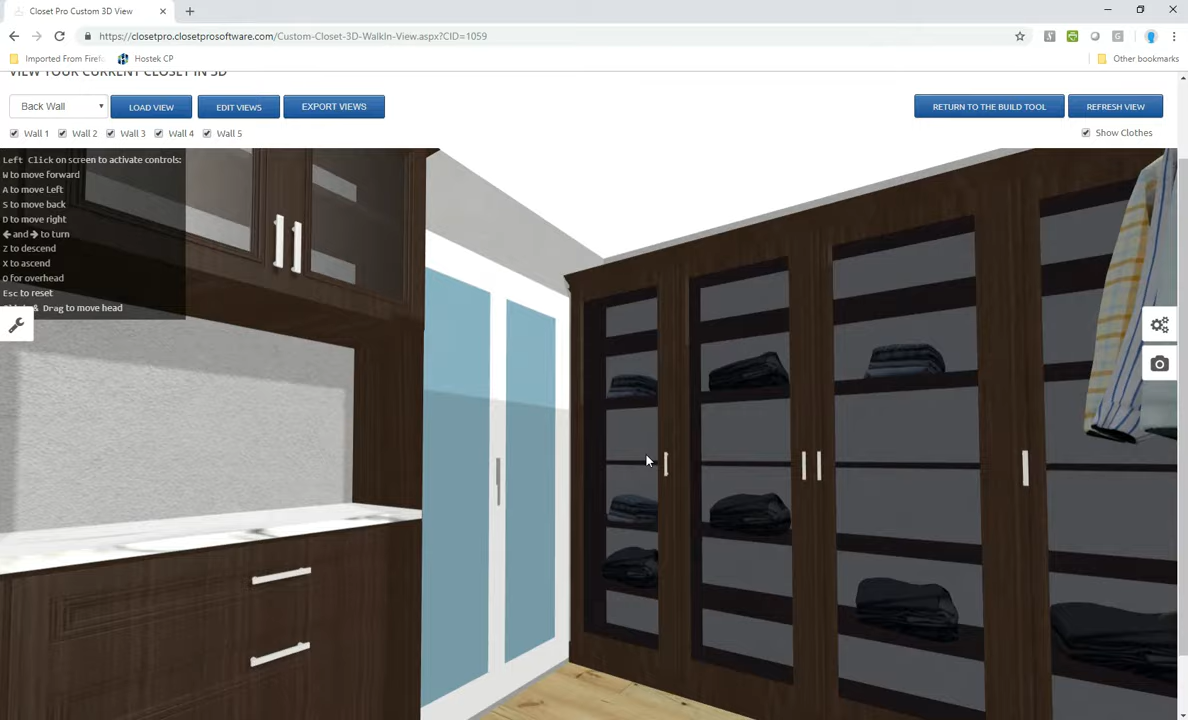 Closet Pro Custom 3D View
https://closetpro.closetprosoftware.com/Custom-Closet-3D-WalkIn-View.aspx?CID=1059
Imported From Firefo
Hostek CP
Other bookmarks
VIEW YOUR CURRENT CLOSET IN 3D
Back Wall
LOAD VIEW
EDIT VIEWS
EXPORT VIEWS
RETURN TO THE BUILD TOOL
REFRESH VIEW
Wall 1
Wall 2
Wall 3
Wall 4
Wall 5
Show Clothes
Left Click on screen to activate controls:
W to move forward
A to move Left
S to move back
D to move right
🡸 and 🡺 to turn
Z to descend
X to ascend
O for overhead
Esc to reset
& Drag to move head